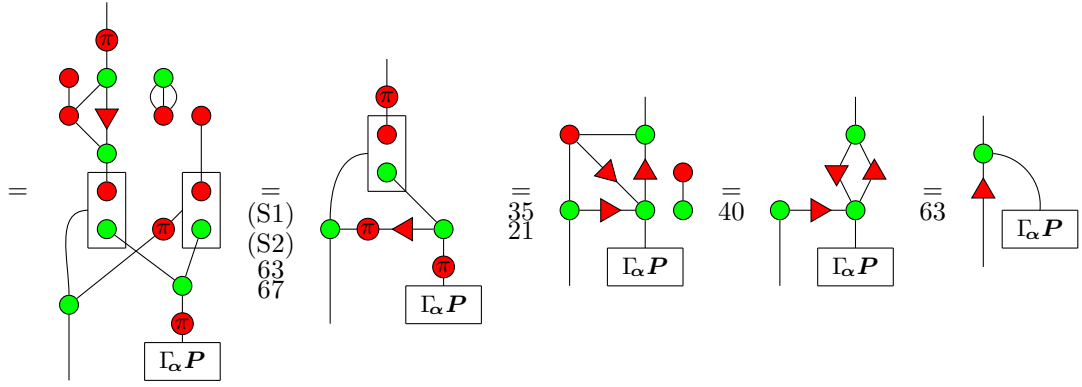 π
= π = π = = =
(S1) 35 40 63
(S2) 21
63
67
π π
π π
Γ_α P Γ_α P Γ_α P Γ_α P Γ_α P